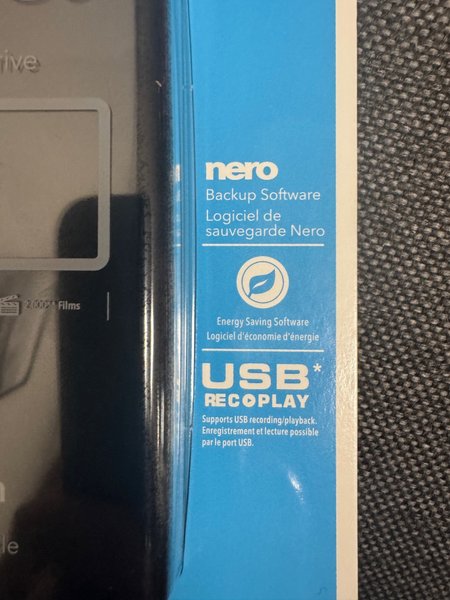 rive
nero
Backup Software
Logiciel de
sauvegarde Nero
Films
Energy Saving Software
Logiciel d'économie d'énergie
USB*
RECOPLAY
Supports USB recording/playback.
Enregistrement et lecture possible
par le port USB.
le